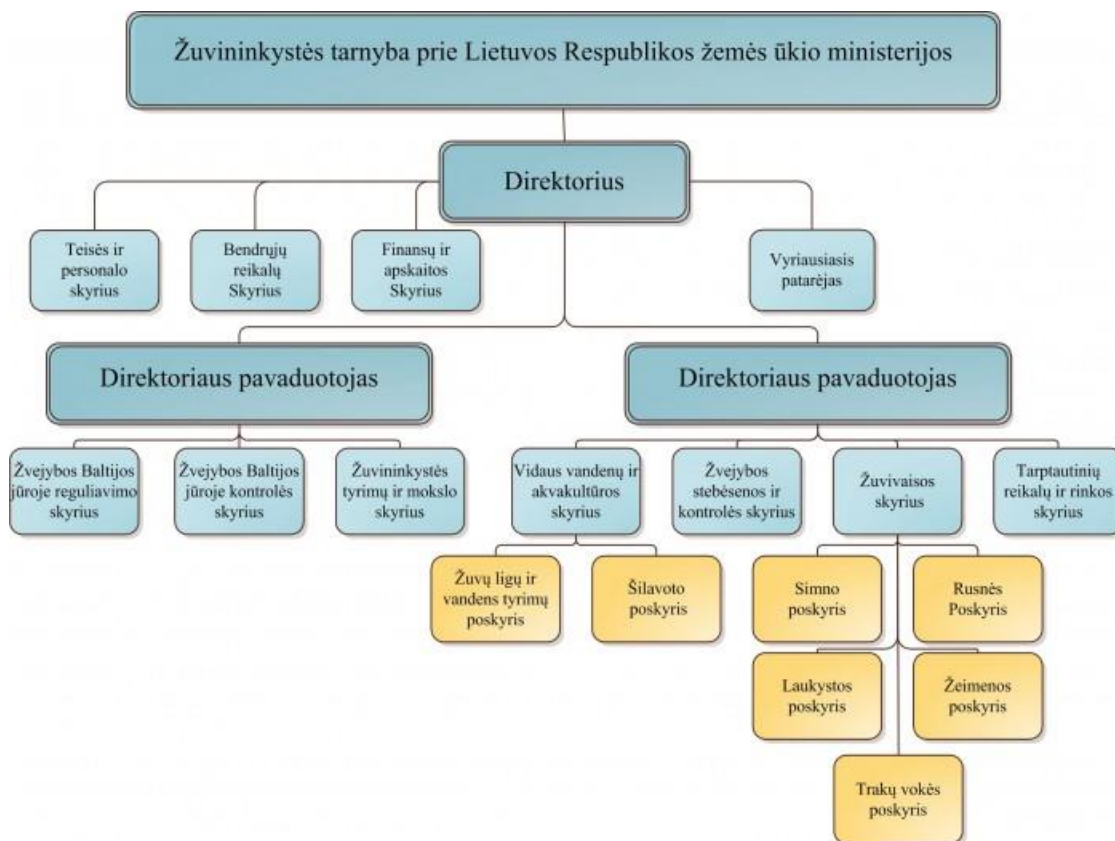 Žuvininkystės tarnyba prie Lietuvos Respublikos žemės ūkio ministerijos
Direktorius
Teisės ir
personalo
skyrius
Bendrųjų
reikalų
Skyrius
Finansų ir
apskaitos
Skyrius
Vyriausiasis
patarėjas
Direktoriaus pavaduotojas
Direktoriaus pavaduotojas
Žvejybos Baltijos
jūroje reguliavimo
skyrius
Žvejybos Baltijos
jūroje kontrolės
skyrius
Žuvininkystės
tyrimų ir mokslo
skyrius
Vidaus vandenų ir
akvakultūros
skyrius
Žvejybos
stebėsenos ir
kontrolės skyrius
Žuvivaisos
skyrius
Tarptautinių
reikalų ir rinkos
skyrius
Žuvų ligų ir
vandens tyrimų
poskyris
Šilavoto
poskyris
Simno
poskyris
Rusnės
Poskyris
Laukystos
poskyris
Žeimenos
poskyris
Trakų vokės
poskyris